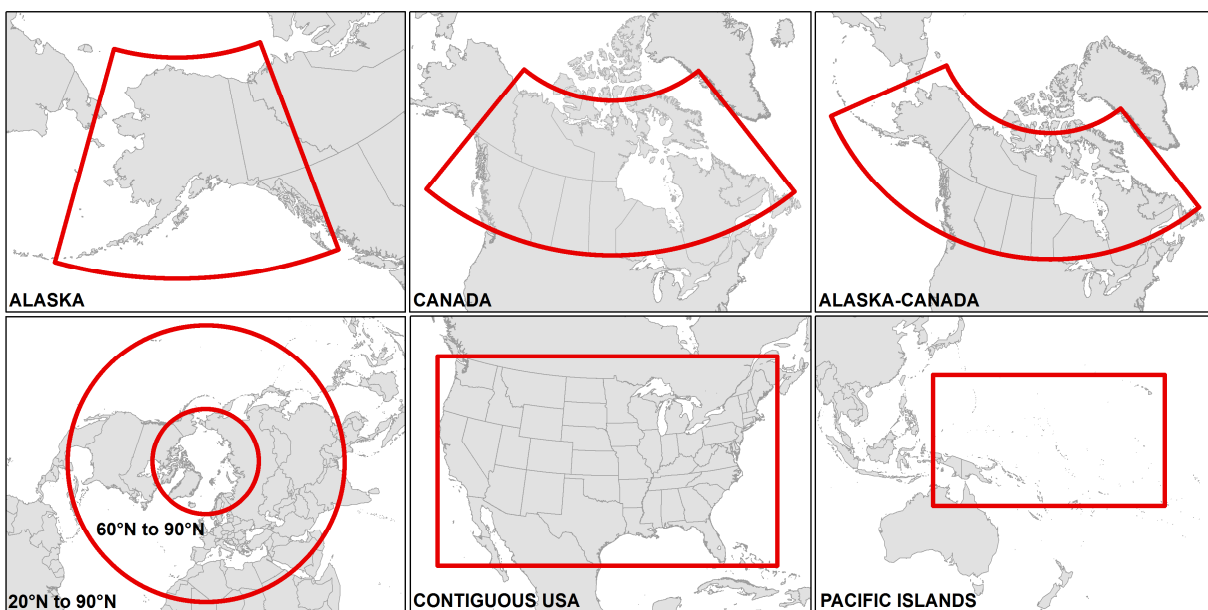 ALASKA
CANADA
ALASKA-CANADA
60°N to 90°N
20°N to 90°N
CONTIGUOUS USA
PACIFIC ISLANDS